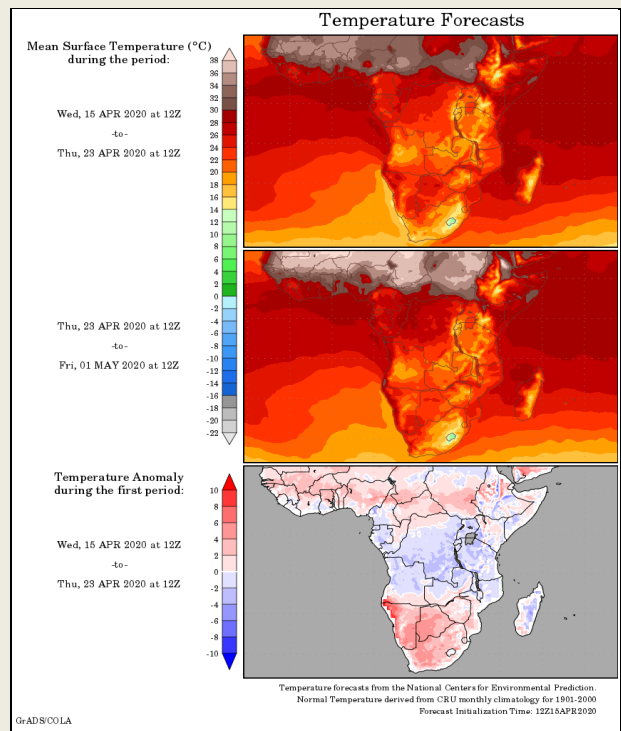 Temperature Forecasts
Mean Surface Temperature (°C)
during the period:
38
36
34
32
30
28
26
24
22
20
18
16
14
12
10
8
6
4
2
0
-2
-4
-6
-8
-10
-12
-14
-16
-18
-20
-22
Wed, 15 APR 2020 at 12Z
-to-
Thu, 23 APR 2020 at 12Z
Thu, 23 APR 2020 at 12Z
-to-
Fri, 01 MAY 2020 at 12Z
Temperature Anomaly
during the first period:
10
8
6
4
2
0
-2
-4
-6
-8
-10
Wed, 15 APR 2020 at 12Z
-to-
Thu, 23 APR 2020 at 12Z
Temperature forecasts from the National Centers for Environmental Prediction.
Normal Temperature derived from CRU monthly climatology for 1901-2000
Forecast Initialization Time: 12Z15APR2020
GrADS/COLA